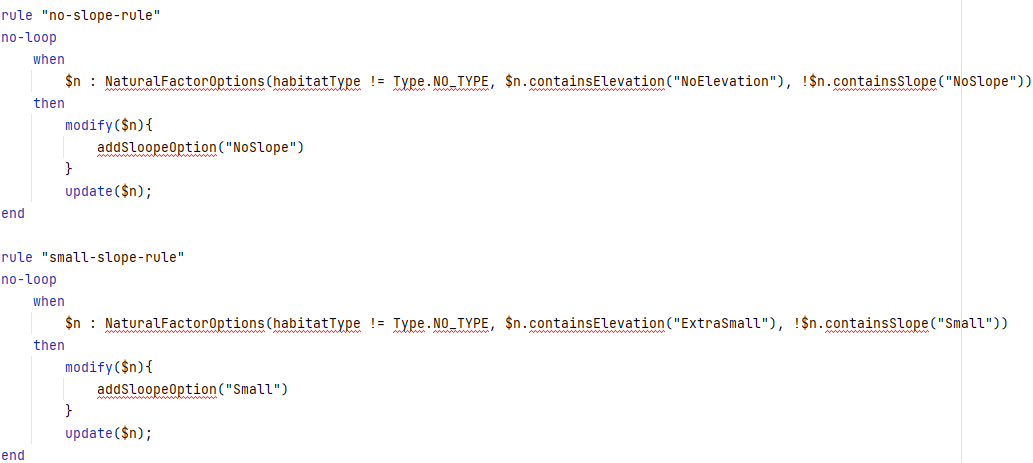 rule "no-slope-rule"
no-loop
    when
        $n : NaturalFactorOptions(habitatType != Type.NO_TYPE, $n.containsElevation("NoElevation"), !$n.containsSlope("NoSlope"))
    then
        modify($n){
            addSloopeOption("NoSlope")
        }
        update($n);
end

rule "small-slope-rule"
no-loop
    when
        $n : NaturalFactorOptions(habitatType != Type.NO_TYPE, $n.containsElevation("ExtraSmall"), !$n.containsSlope("Small"))
    then
        modify($n){
            addSloopeOption("Small")
        }
        update($n);
end